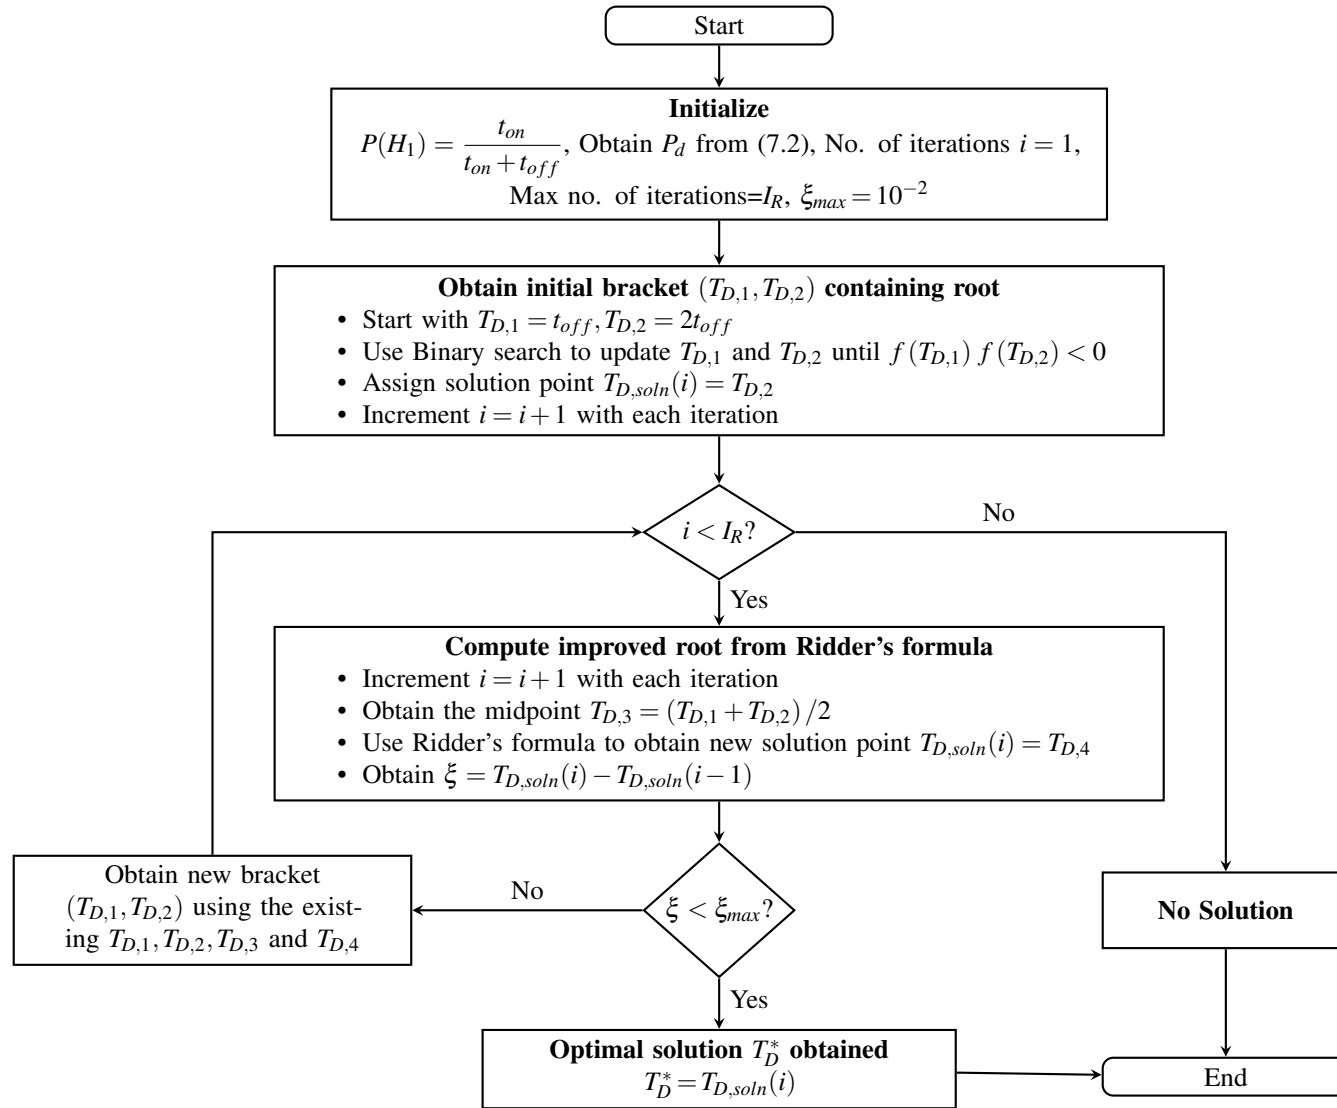 Start
Initialize
P(H₁) = t_on / (t_on + t_off), Obtain P_d from (7.2), No. of iterations i = 1,
Max no. of iterations=I_R, ξ_max = 10⁻²
Obtain initial bracket (T_D,1, T_D,2) containing root
• Start with T_D,1 = t_off, T_D,2 = 2t_off
• Use Binary search to update T_D,1 and T_D,2 until f(T_D,1) f(T_D,2) < 0
• Assign solution point T_D,soln(i) = T_D,2
• Increment i = i + 1 with each iteration
i < I_R?
No
Yes
Compute improved root from Ridder's formula
• Increment i = i + 1 with each iteration
• Obtain the midpoint T_D,3 = (T_D,1 + T_D,2) /2
• Use Ridder's formula to obtain new solution point T_D,soln(i) = T_D,4
• Obtain ξ = T_D,soln(i) − T_D,soln(i − 1)
Obtain new bracket
(T_D,1, T_D,2) using the exist-
ing T_D,1, T_D,2, T_D,3 and T_D,4
No
ξ < ξ_max?
No Solution
Yes
Optimal solution T_D^* obtained
T_D^* = T_D,soln(i)
End